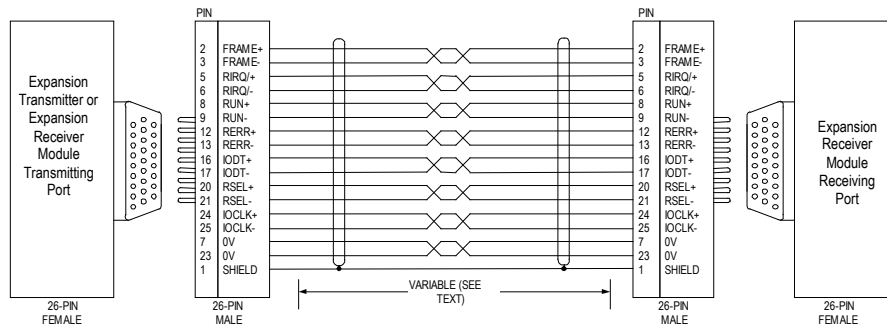 PIN
PIN
2 FRAME+
3 FRAME-
5 RIRQ/+
6 RIRQ/-
8 RUN+
9 RUN-
12 RERR+
13 RERR-
16 IODT+
17 IODT-
20 RSEL+
21 RSEL-
24 IOCLK+
25 IOCLK-
7 0V
23 0V
1 SHIELD
2 FRAME+
3 FRAME-
5 RIRQ/+
6 RIRQ/-
8 RUN+
9 RUN-
12 RERR+
13 RERR-
16 IODT+
17 IODT-
20 RSEL+
21 RSEL-
24 IOCLK+
25 IOCLK-
7 0V
23 0V
1 SHIELD
Expansion
Transmitter or
Expansion
Receiver
Module
Transmitting
Port
Expansion
Receiver
Module
Receiving
Port
VARIABLE (SEE
TEXT)
26-PIN
FEMALE
26-PIN
MALE
26-PIN
MALE
26-PIN
FEMALE